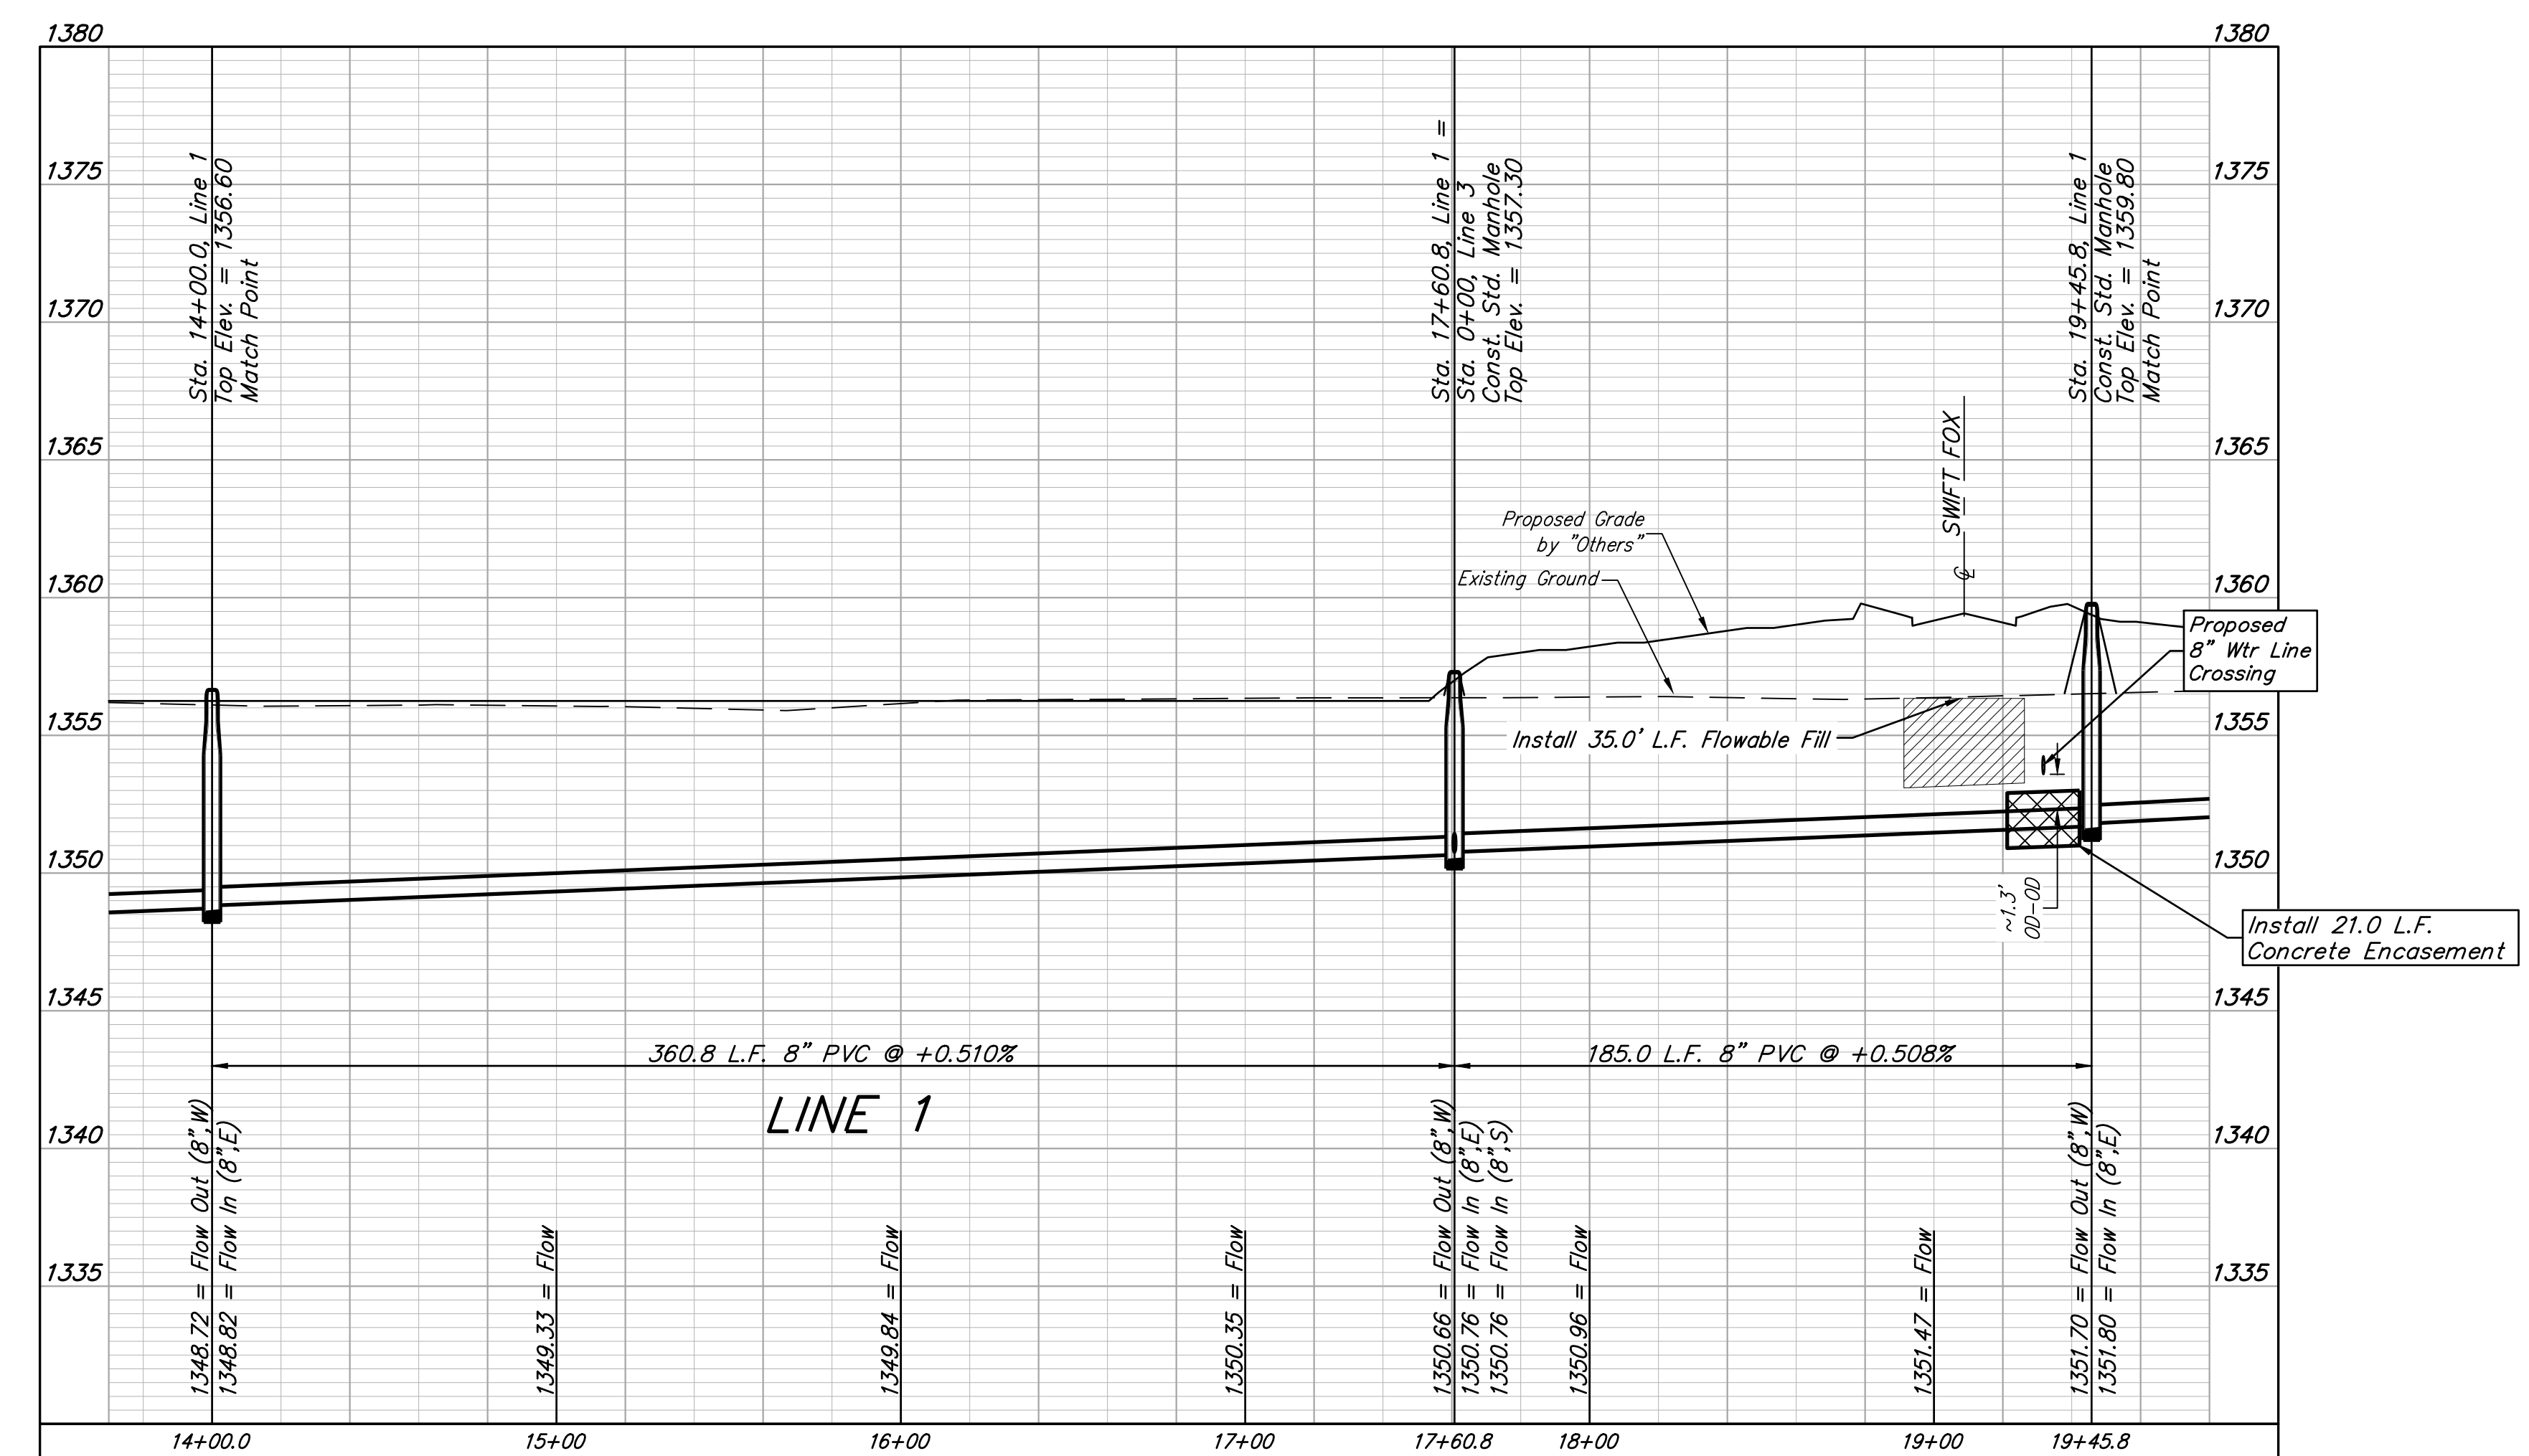 1380
1380
1375
1375
1370
1370
1365
1365
1360
1360
1355
1355
1350
1350
1345
1345
1340
1340
1335
1335
Sta. 14+00.0, Line 1
Top Elev. = 1356.60
Match Point
Sta. 17+60.8, Line 1 =
Sta. 0+00, Line 3
Const. Std. Manhole
Top Elev. = 1357.30
Sta. 19+45.8, Line 1
Const. Std. Manhole
Top Elev. = 1359.80
Match Point
SWIFT FOX
℄
Proposed Grade
by "Others"
Existing Ground
Install 35.0' L.F. Flowable Fill
Proposed
8" Wtr Line
Crossing
~1.3'
OD-OD
Install 21.0 L.F.
Concrete Encasement
360.8 L.F. 8" PVC @ +0.510%
185.0 L.F. 8" PVC @ +0.508%
LINE 1
1348.72 = Flow Out (8",W)
1348.82 = Flow In (8",E)
1349.33 = Flow
1349.84 = Flow
1350.35 = Flow
1350.66 = Flow Out (8",W)
1350.76 = Flow In (8",E)
1350.76 = Flow In (8",S)
1350.96 = Flow
1351.47 = Flow
1351.70 = Flow Out (8",W)
1351.80 = Flow In (8",E)
14+00.0
15+00
16+00
17+00
17+60.8
18+00
19+00
19+45.8